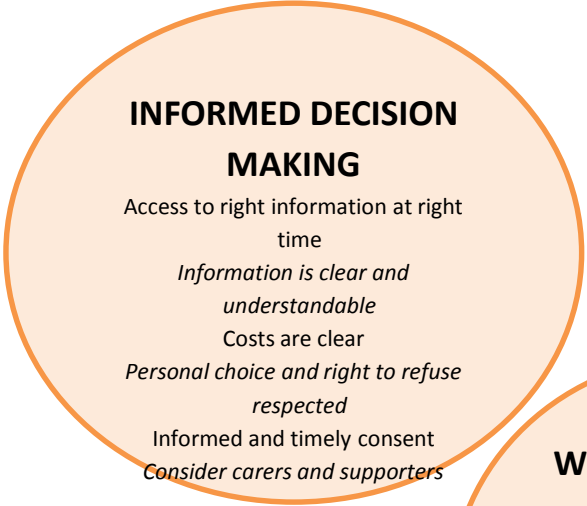 INFORMED DECISION
MAKING
Access to right information at right
time
Information is clear and
understandable
Costs are clear
Personal choice and right to refuse
respected
Informed and timely consent
Consider carers and supporters